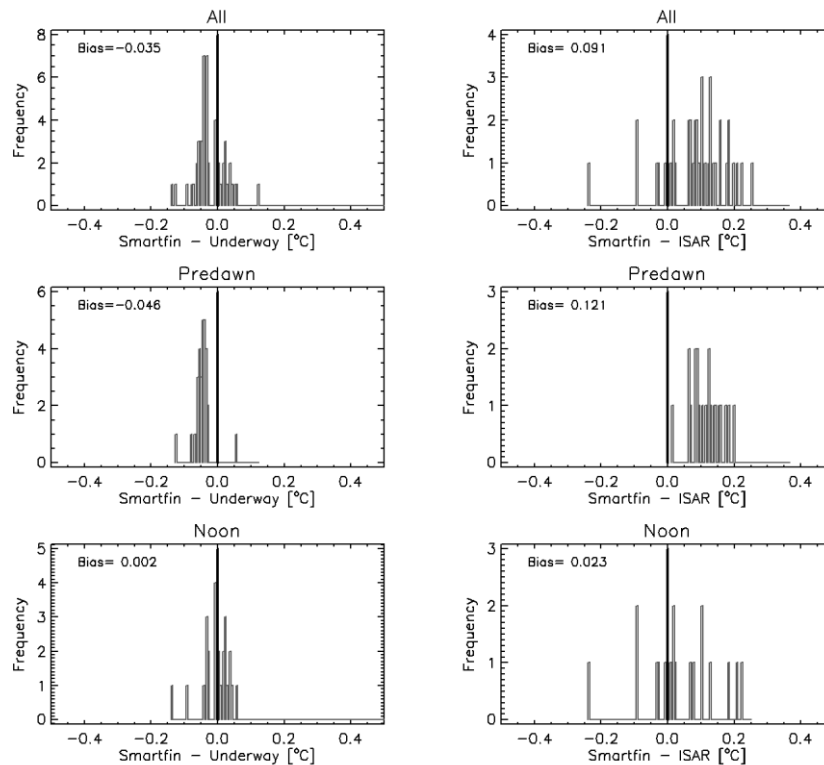 All
Bias=-0.035
Frequency
8
6
4
2
0
-0.4 -0.2 0.0 0.2 0.4
Smartfin - Underway [°C]
All
Bias= 0.091
Frequency
4
3
2
1
0
-0.4 -0.2 0.0 0.2 0.4
Smartfin - ISAR [°C]
Predawn
Bias=-0.046
Frequency
6
4
2
0
-0.4 -0.2 0.0 0.2 0.4
Smartfin - Underway [°C]
Predawn
Bias= 0.121
Frequency
3
2
1
0
-0.4 -0.2 0.0 0.2 0.4
Smartfin - ISAR [°C]
Noon
Bias= 0.002
Frequency
5
4
3
2
1
0
-0.4 -0.2 0.0 0.2 0.4
Smartfin - Underway [°C]
Noon
Bias= 0.023
Frequency
3
2
1
0
-0.4 -0.2 0.0 0.2 0.4
Smartfin - ISAR [°C]